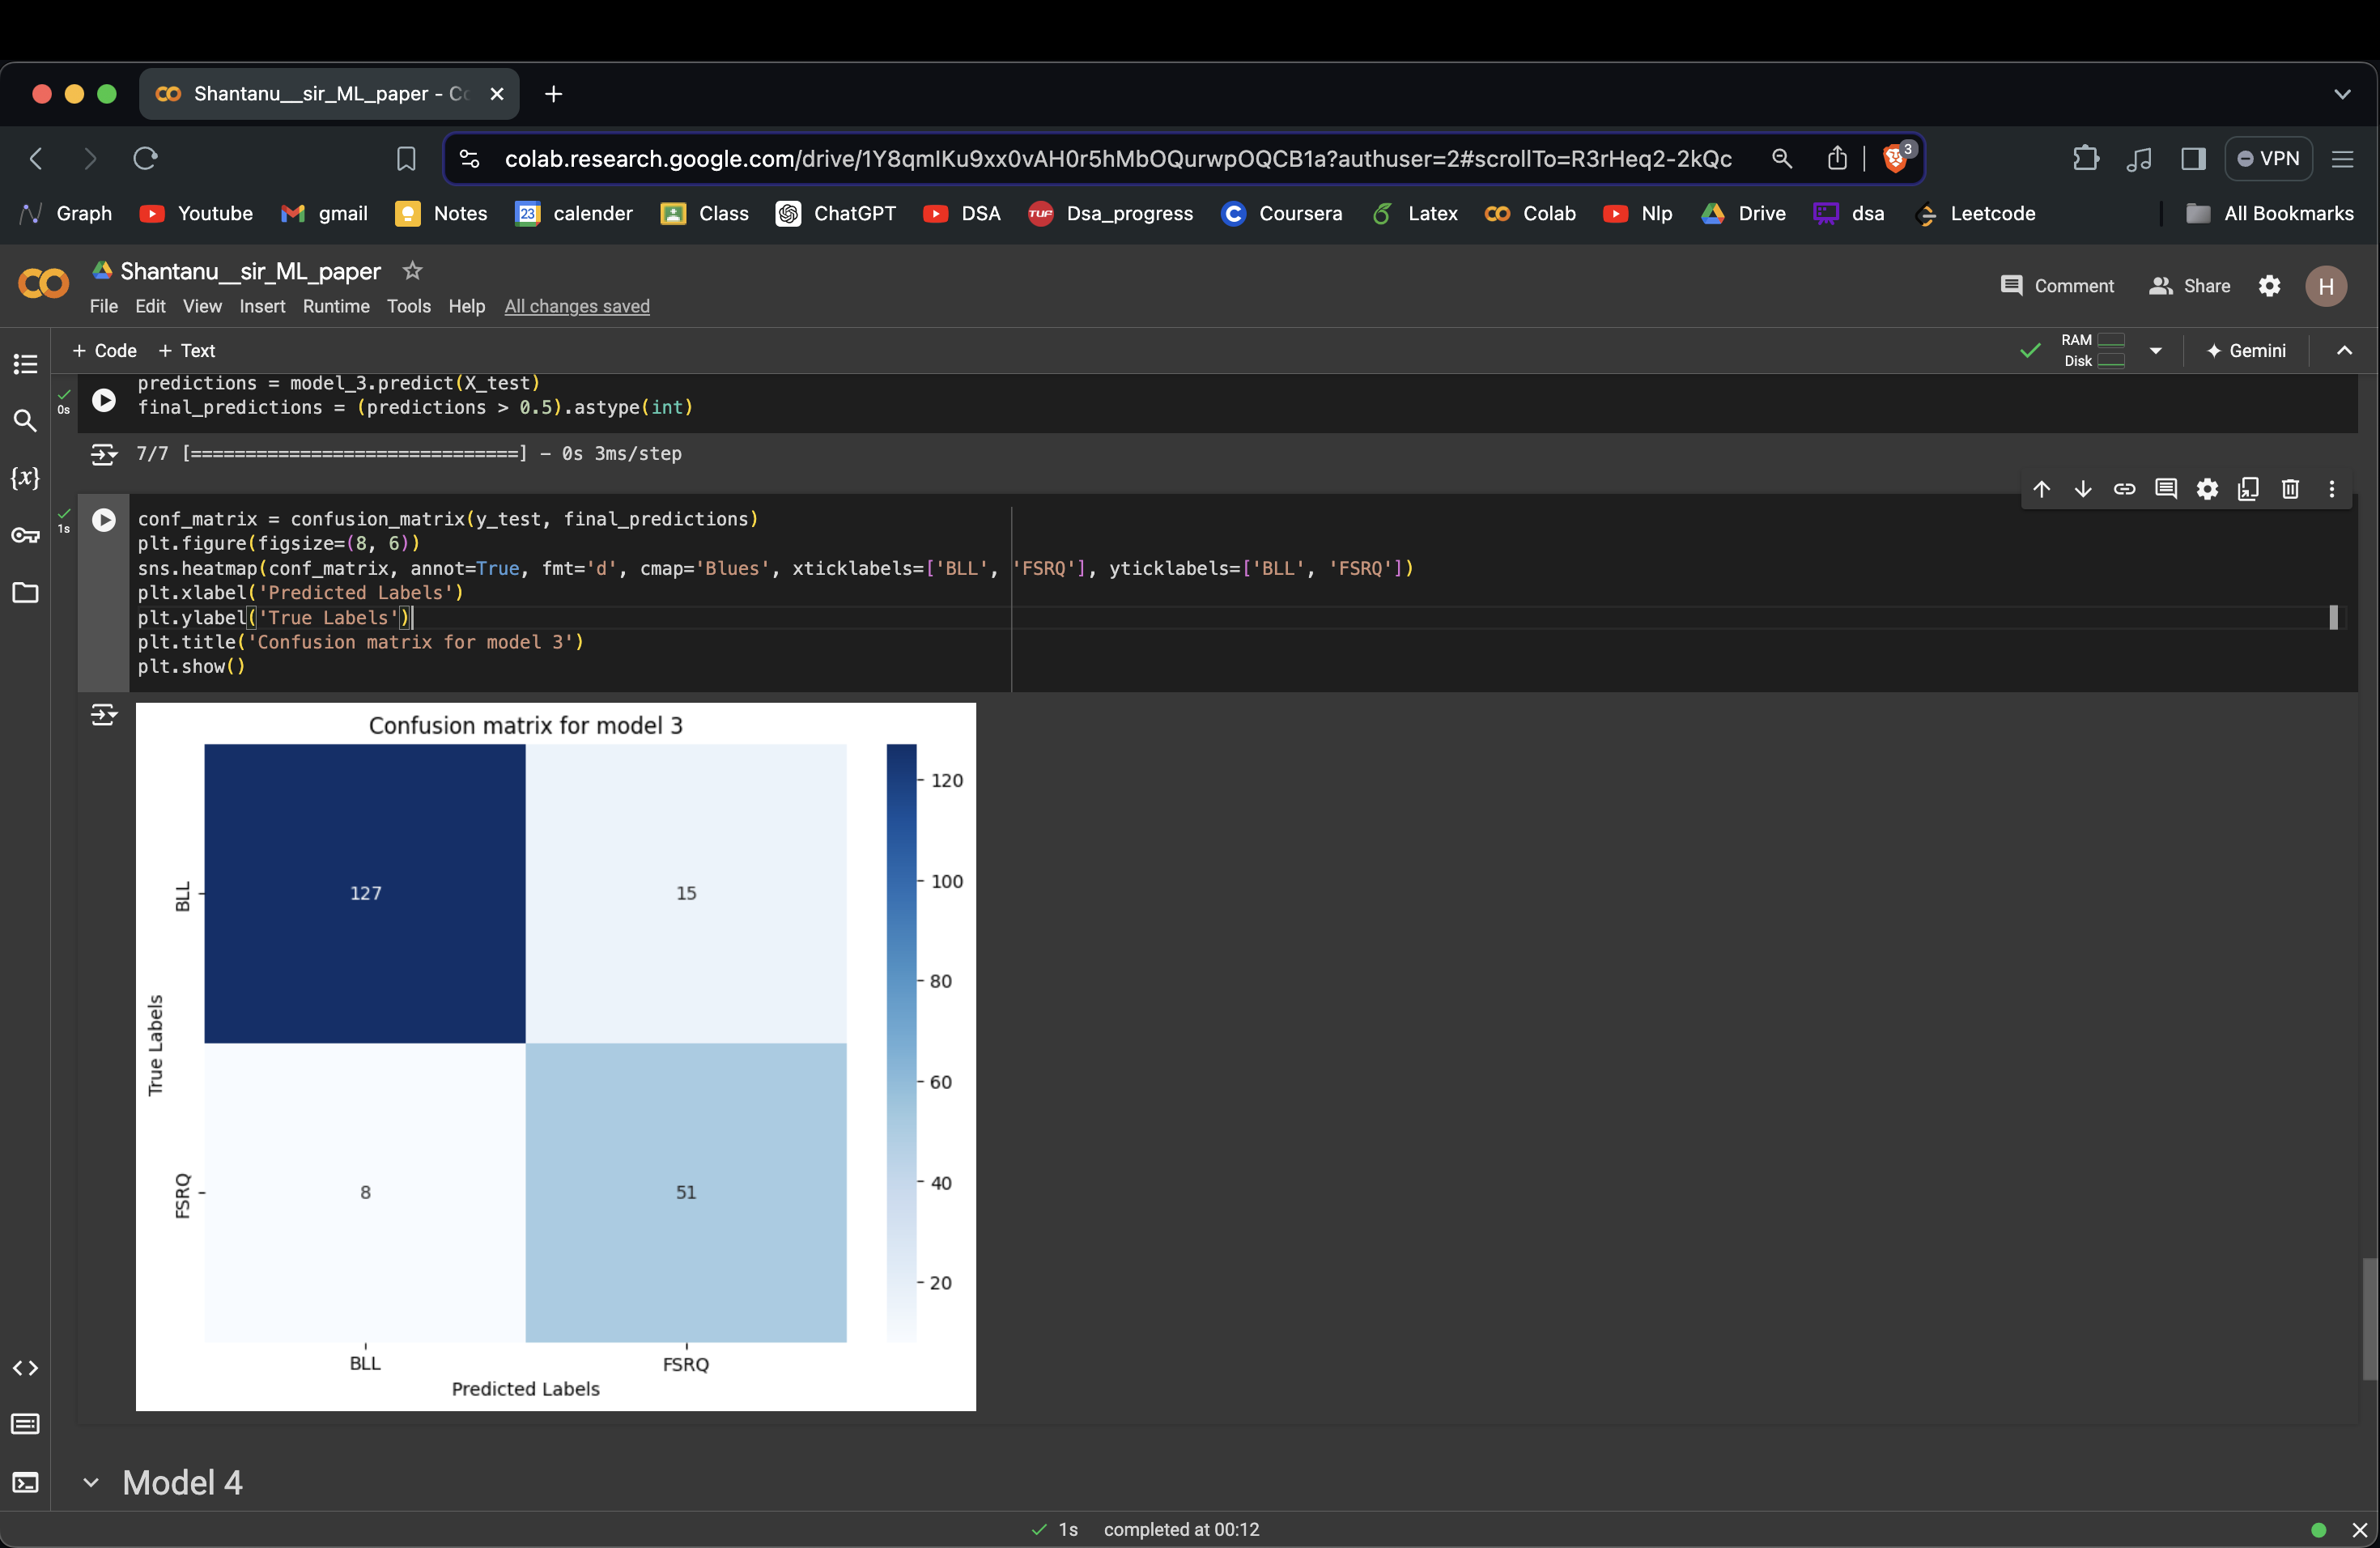 Shantanu__sir_ML_paper - Co
colab.research.google.com/drive/1Y8qmIKu9xx0vAH0r5hMbOQurwpOQCB1a?authuser=2#scrollTo=R3rHeq2-2kQc
3
VPN
Graph Youtube gmail Notes 23 calender Class ChatGPT DSA TUF Dsa_progress Coursera Latex Colab Nlp Drive dsa Leetcode All Bookmarks
Shantanu__sir_ML_paper
Comment Share H
File Edit View Insert Runtime Tools Help All changes saved
+ Code + Text
RAM
Disk
Gemini
predictions = model_3.predict(X_test)
0s
final_predictions = (predictions > 0.5).astype(int)
7/7 [==============================] - 0s 3ms/step
{x}
1s
conf_matrix = confusion_matrix(y_test, final_predictions)
plt.figure(figsize=(8, 6))
sns.heatmap(conf_matrix, annot=True, fmt='d', cmap='Blues', xticklabels=['BLL', 'FSRQ'], yticklabels=['BLL', 'FSRQ'])
plt.xlabel('Predicted Labels')
plt.ylabel('True Labels')
plt.title('Confusion matrix for model 3')
plt.show()
Confusion matrix for model 3
120
100
80
60
40
20
BLL
127 15
True Labels
FSRQ
8 51
BLL FSRQ
Predicted Labels
Model 4
1s completed at 00:12